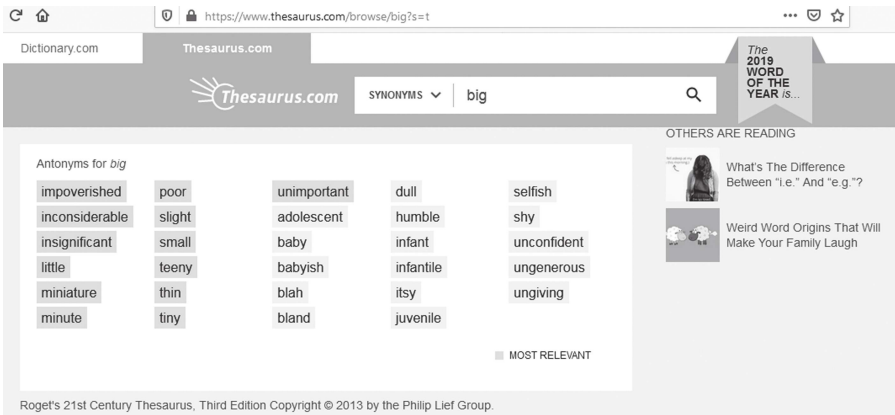 https://www.thesaurus.com/browse/big?s=t
Dictionary.com
Thesaurus.com
Thesaurus.com
SYNONYMS
big
The
2019
WORD
OF THE
YEAR is...
OTHERS ARE READING
What's The Difference
Between “i.e.” And “e.g.”?
Weird Word Origins That Will
Make Your Family Laugh
Antonyms for big
impoverished poor unimportant dull selfish
inconsiderable slight adolescent humble shy
insignificant small baby infant unconfident
little teeny babyish infantile ungenerous
miniature thin blah itsy ungiving
minute tiny bland juvenile
MOST RELEVANT
Roget's 21st Century Thesaurus, Third Edition Copyright © 2013 by the Philip Lief Group.